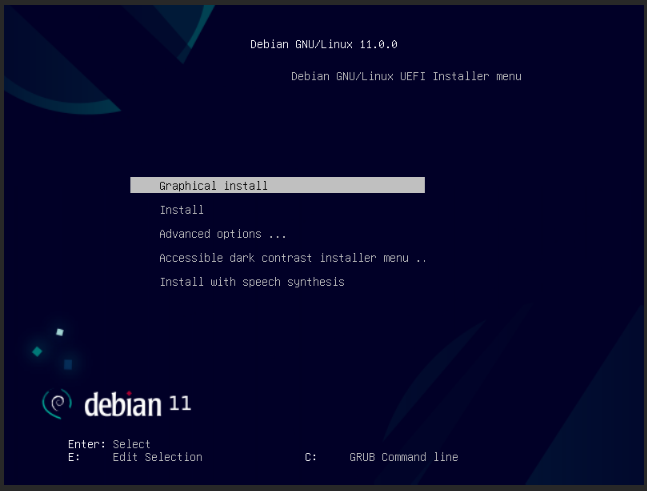 Debian GNU/Linux 11.0.0
Debian GNU/Linux UEFI Installer menu
Graphical install
Install
Advanced options ...
Accessible dark contrast installer menu ..
Install with speech synthesis
debian 11
Enter: Select
E: Edit Selection C: GRUB Command line